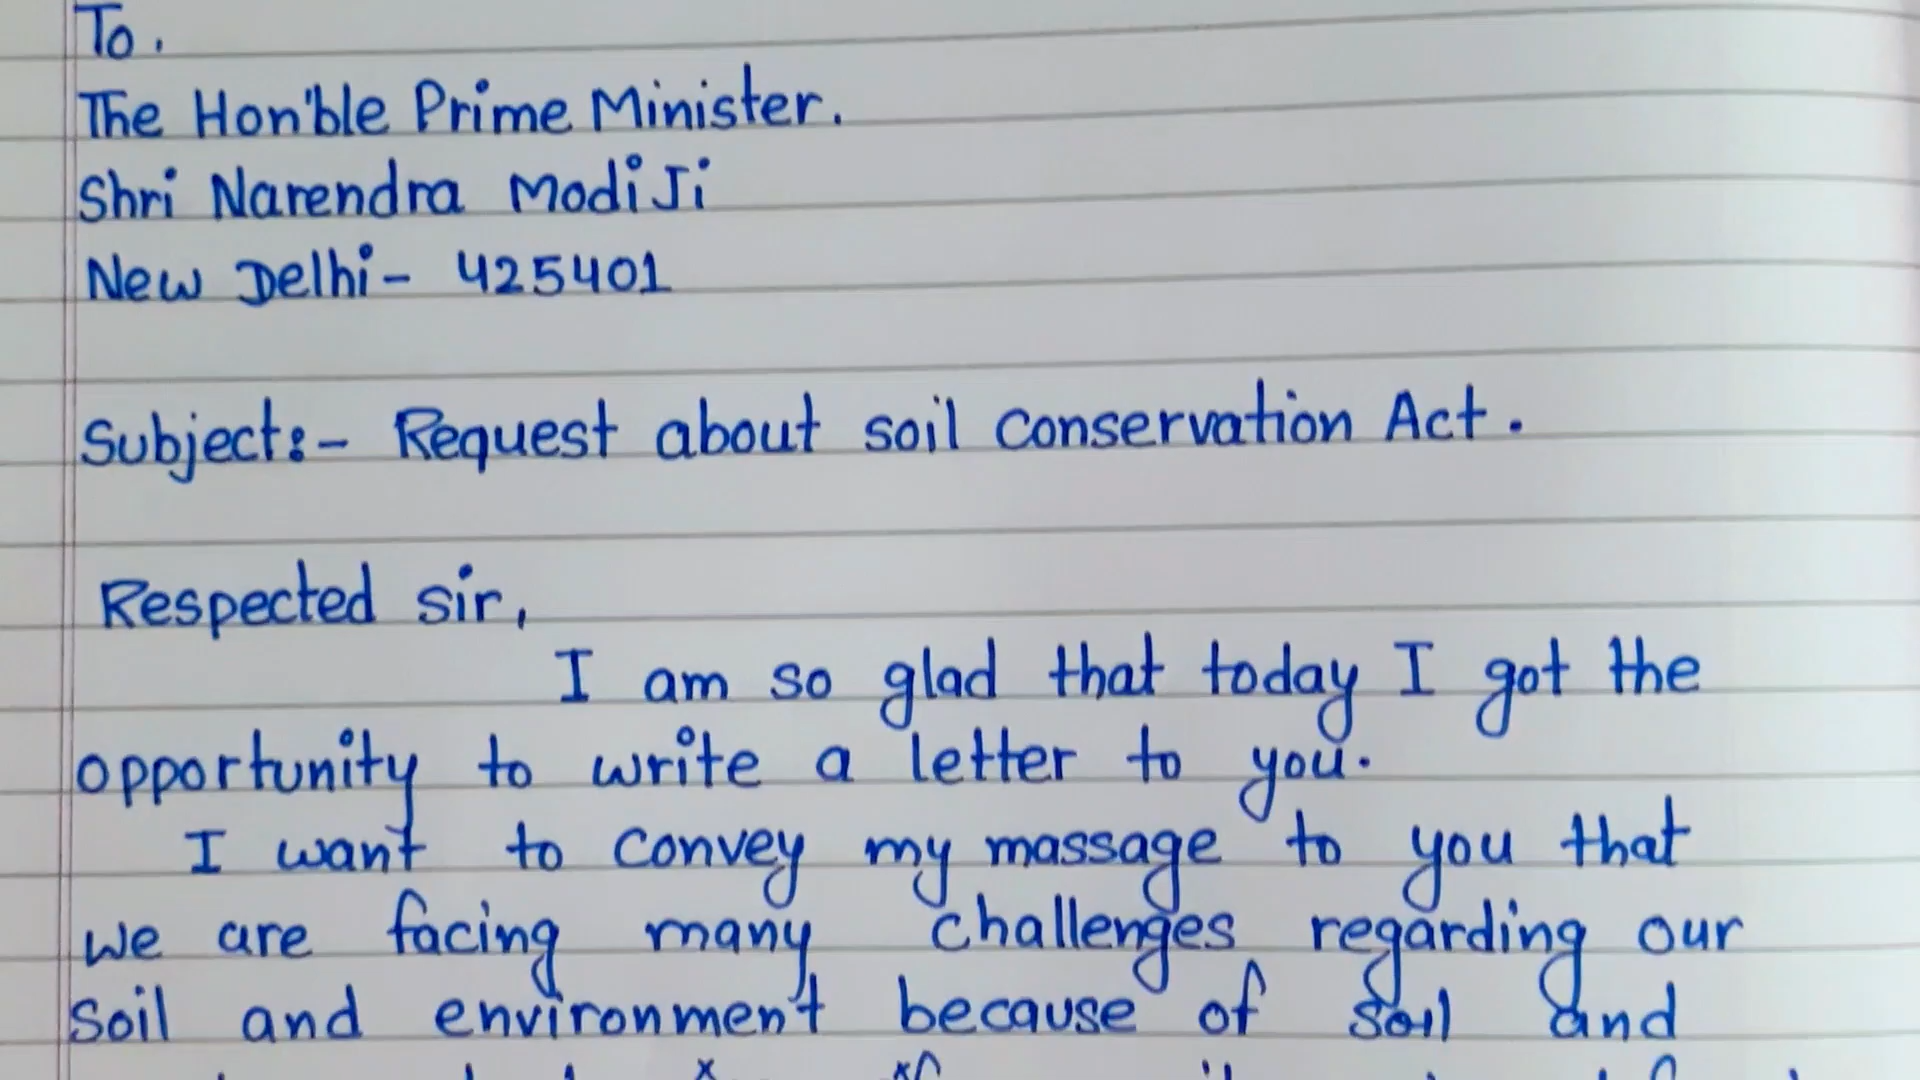 To.
The Hon'ble Prime Minister.
Shri Narendra Modi Ji
New Delhi- 425401
Subject:- Request about soil conservation Act.
Respected sir,
I am so glad that today I got the
opportunity to write a letter to you.
I want to convey my massage to you that
we are facing many challenges regarding our
soil and environment because of soil and